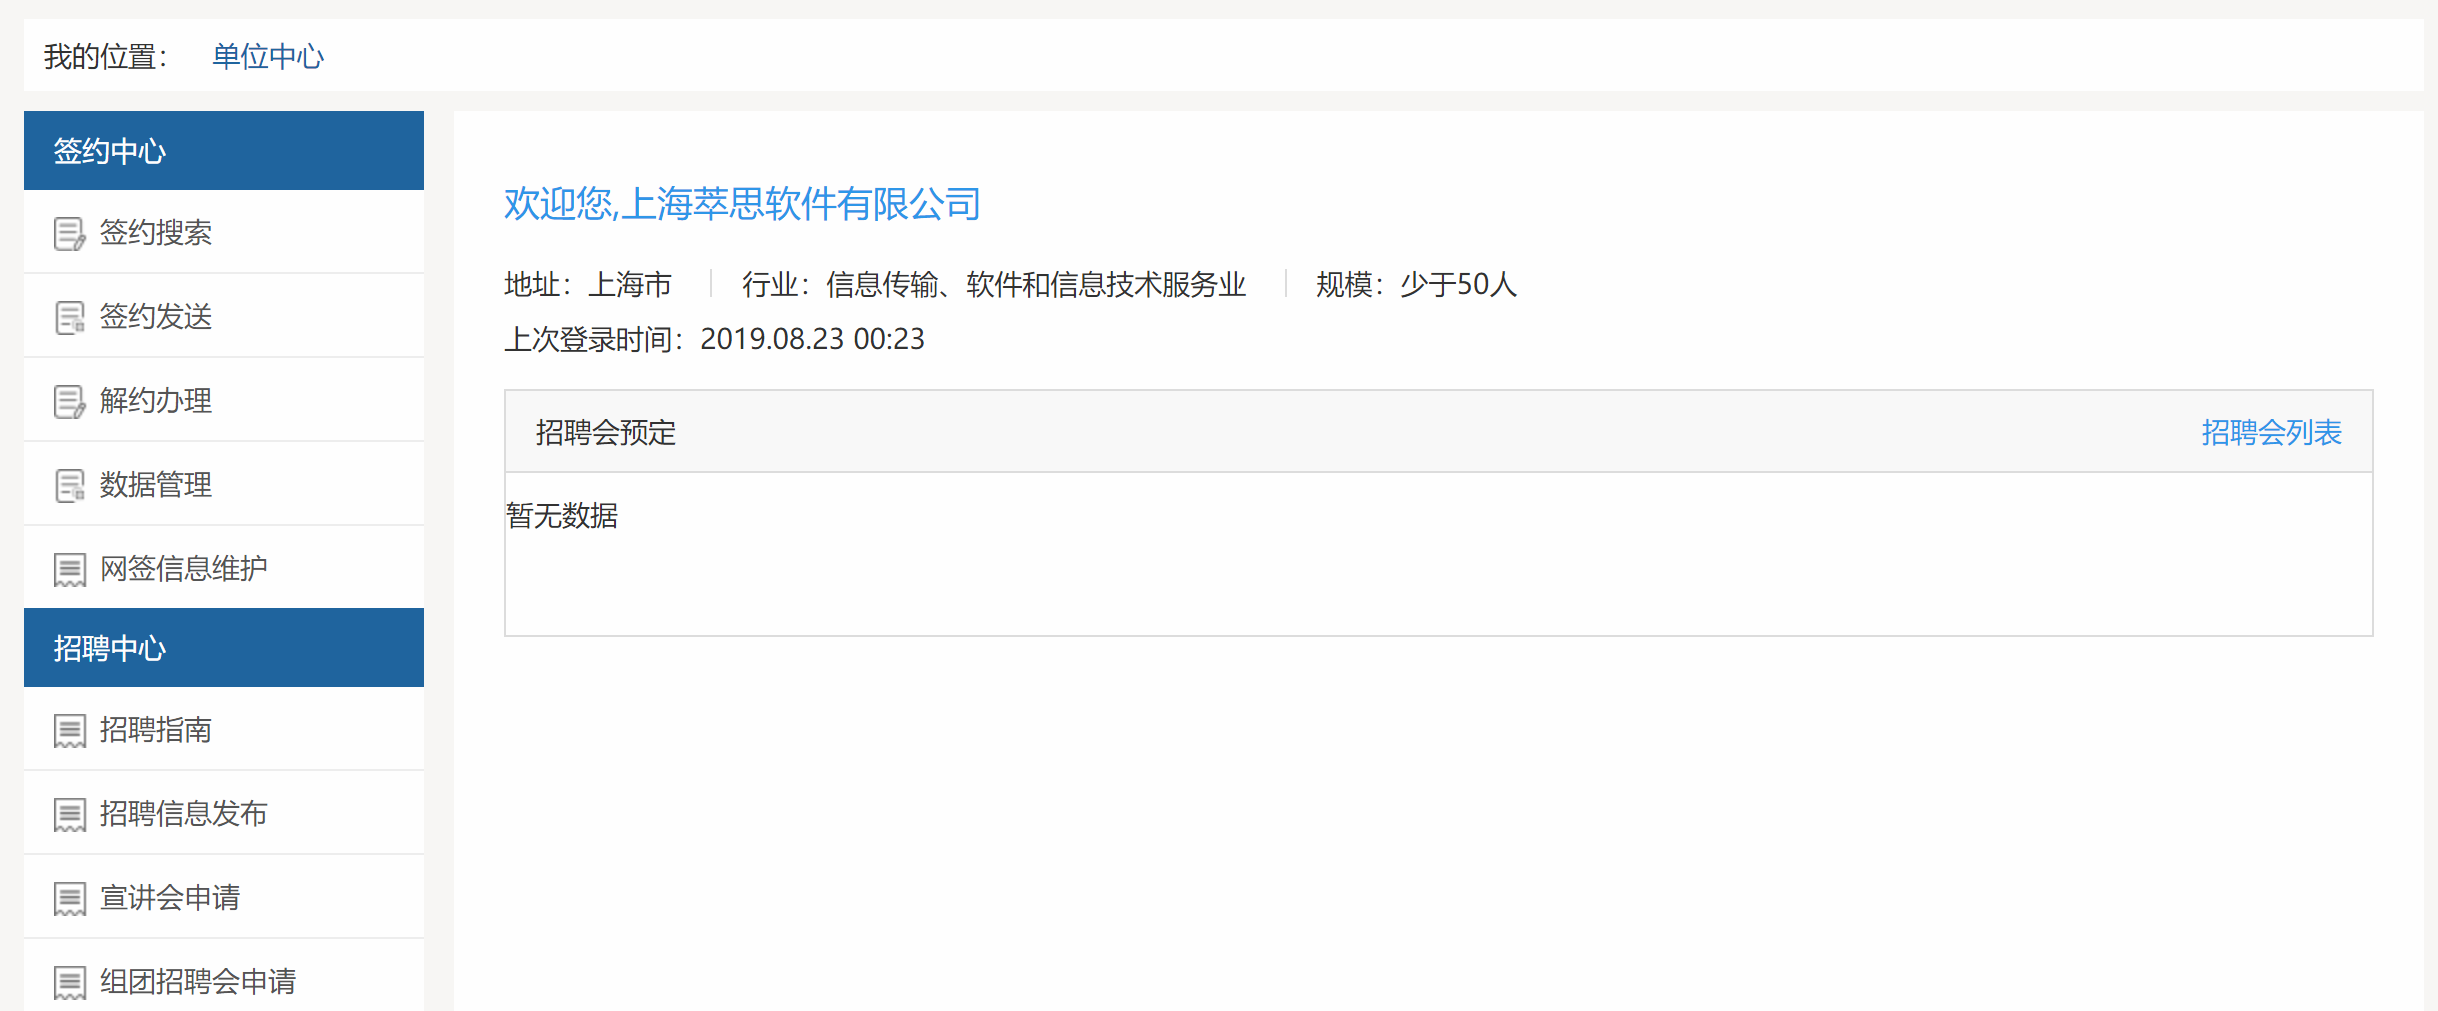 我的位置： 单位中心
签约中心
签约搜索
签约发送
解约办理
数据管理
网签信息维护
招聘中心
招聘指南
招聘信息发布
宣讲会申请
组团招聘会申请
欢迎您,上海萃思软件有限公司
地址：上海市 行业：信息传输、软件和信息技术服务业 规模：少于50人
上次登录时间：2019.08.23 00:23
招聘会预定 招聘会列表
暂无数据